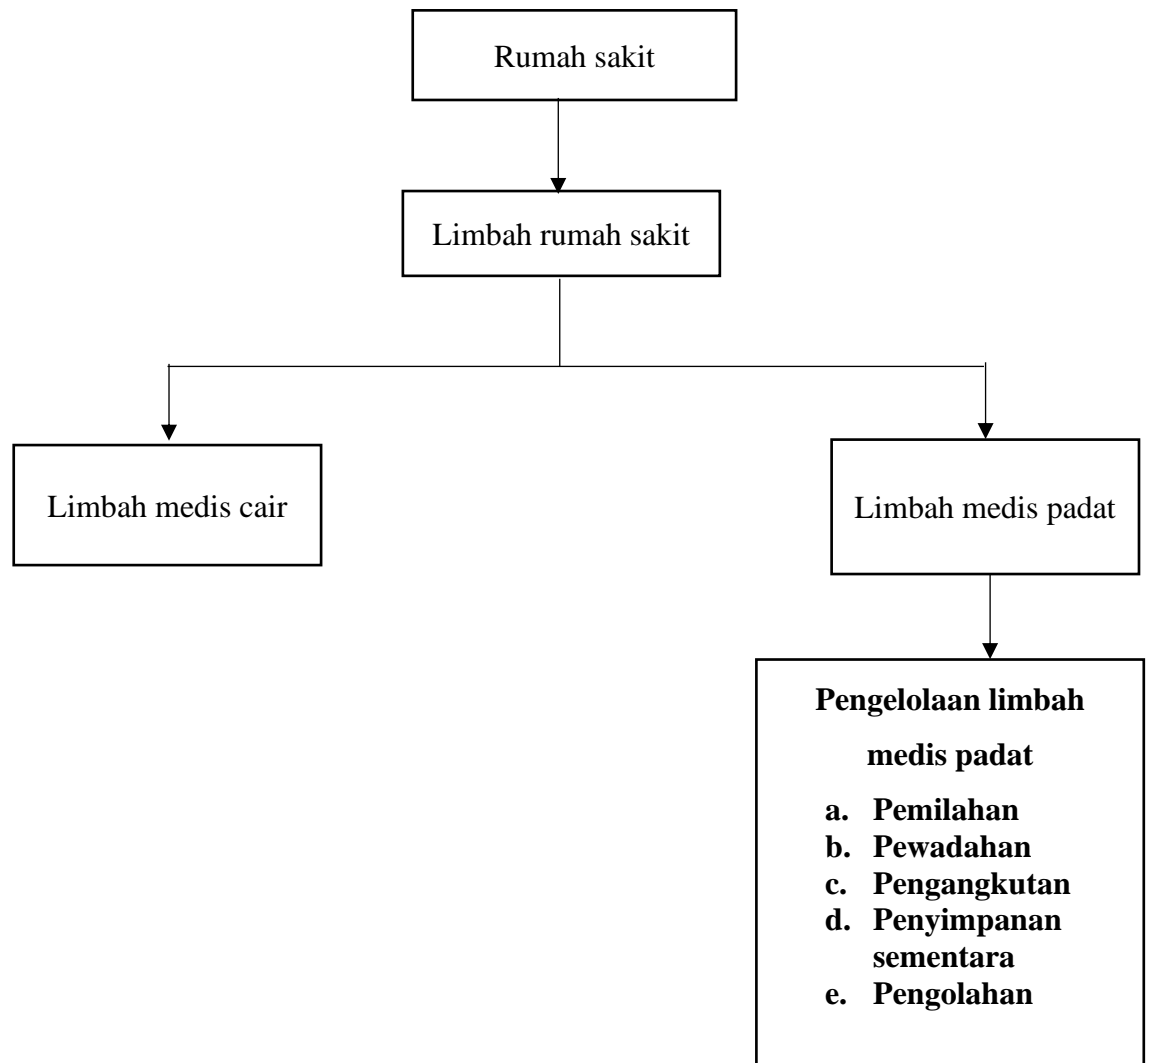 Rumah sakit
Limbah rumah sakit
Limbah medis cair
Limbah medis padat
Pengelolaan limbah
medis padat
a. Pemilahan
b. Pewadahan
c. Pengangkutan
d. Penyimpanan
sementara
e. Pengolahan